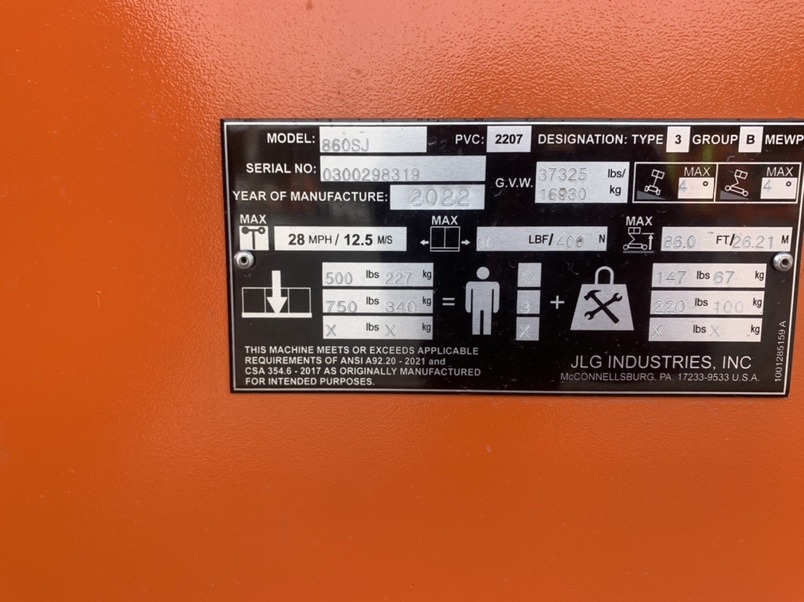 MODEL: 860SJ PVC: 2207 DESIGNATION: TYPE 3 GROUP B MEWP
SERIAL NO: 0300298319 G.V.W. 37325 lbs/ 16930 kg MAX 4° MAX 4°
YEAR OF MANUFACTURE: 2022
MAX 28 MPH / 12.5 M/S MAX LBF/400 N MAX 86.0 FT/26.21 M
500 lbs 227 kg = + 147 lbs 67 kg
750 lbs 340 kg 3 220 lbs 100 kg
X lbs X kg X X lbs X kg
THIS MACHINE MEETS OR EXCEEDS APPLICABLE
REQUIREMENTS OF ANSI A92.20 - 2021 and
CSA 354.6 - 2017 AS ORIGINALLY MANUFACTURED
FOR INTENDED PURPOSES.
JLG INDUSTRIES, INC
McCONNELLSBURG, PA. 17233-9533 U.S.A.
1001285159 A